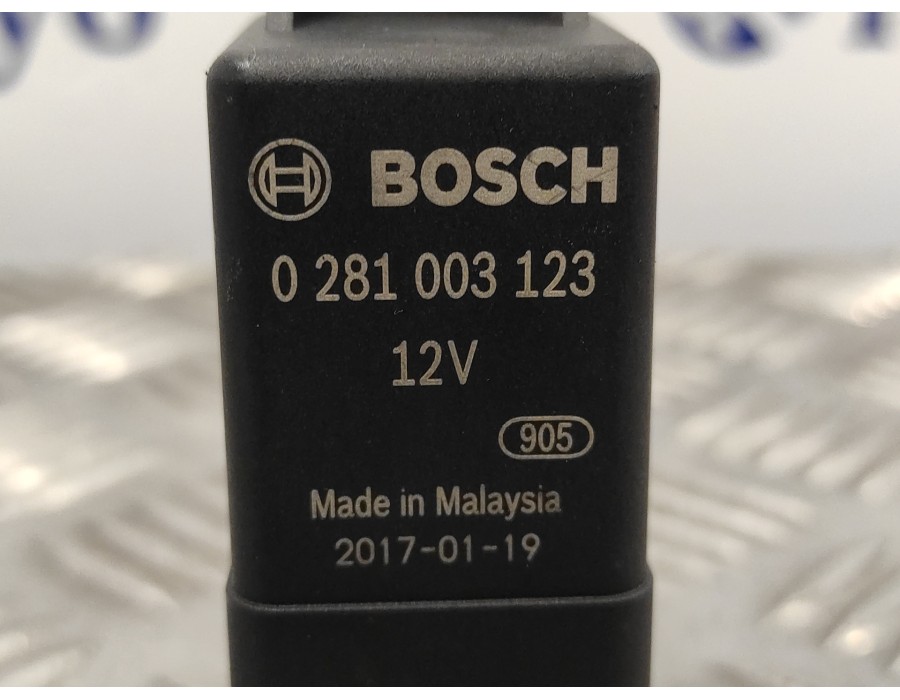 BOSCH
0 281 003 123
12V
905
Made in Malaysia
2017-01-19